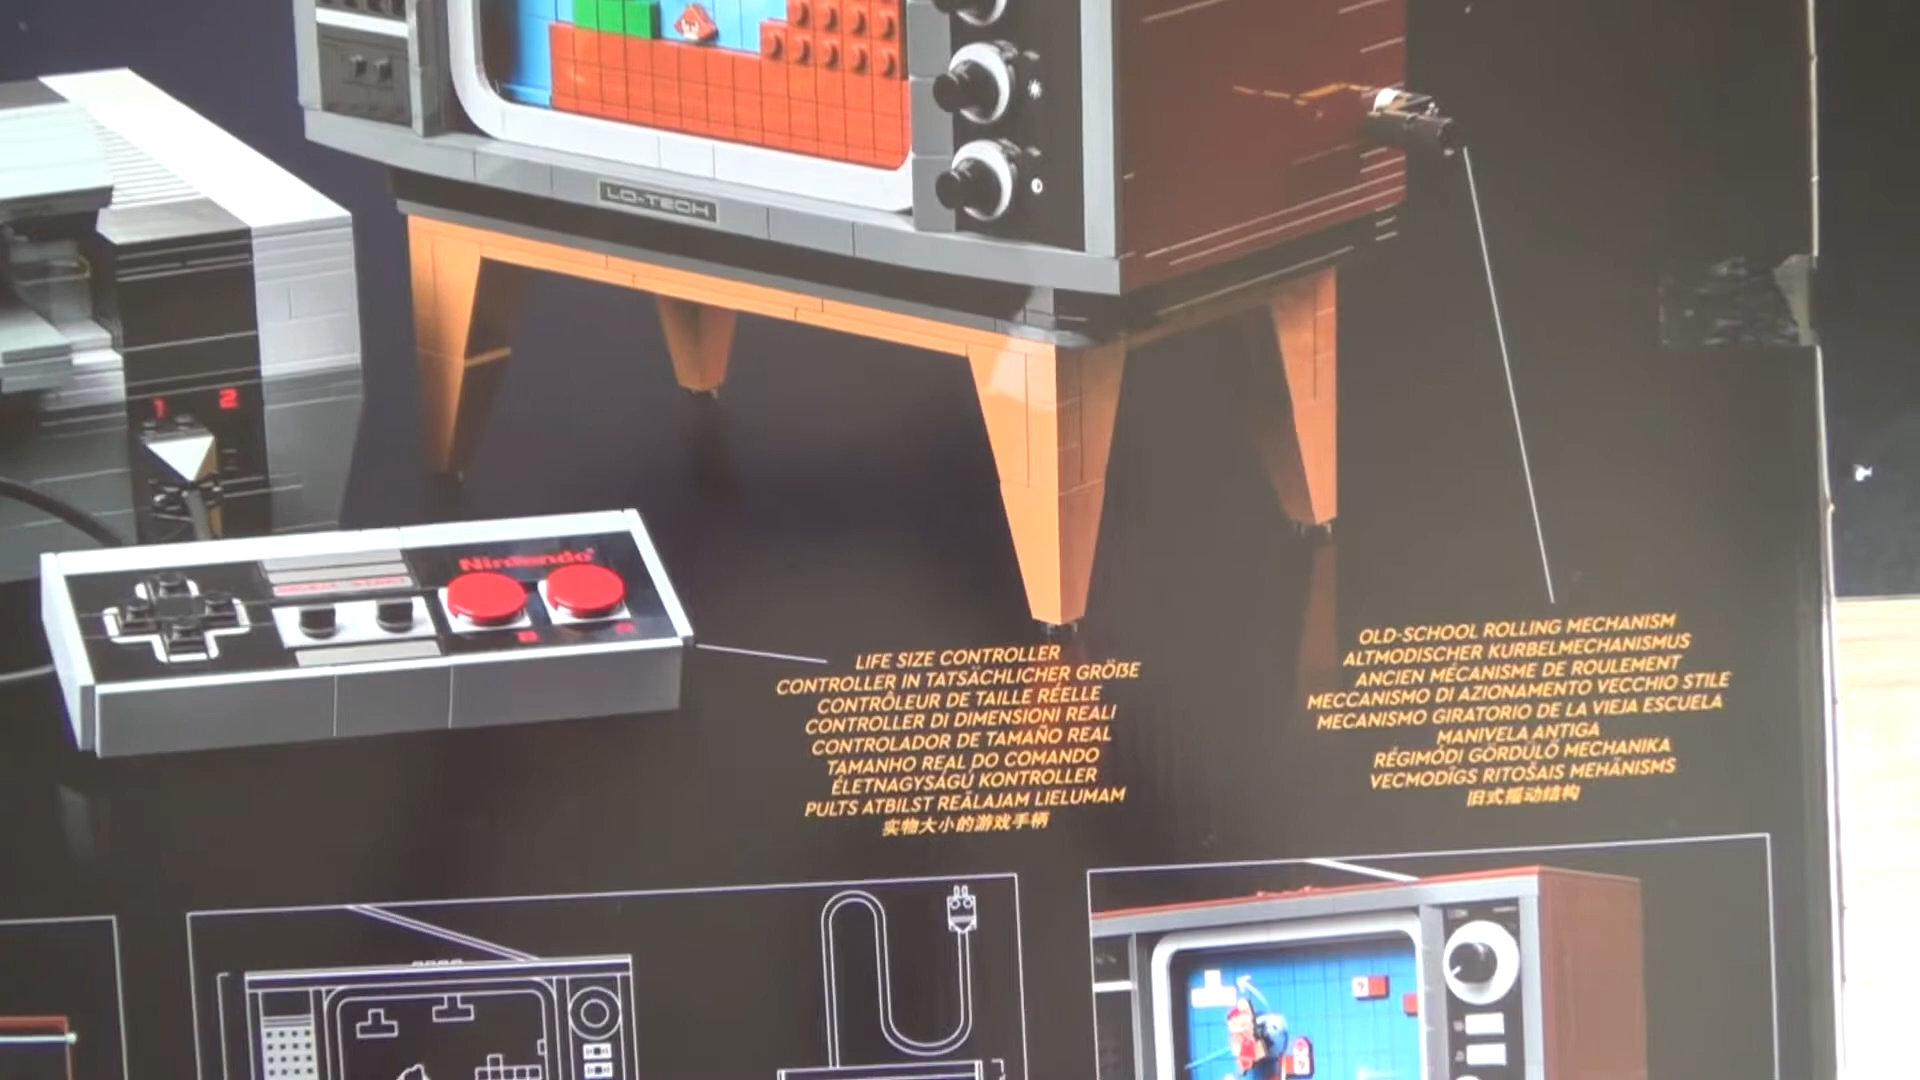 LO-TECH
1 2
Nintendo
SELECT START
B A
LIFE SIZE CONTROLLER
CONTROLLER IN TATSÄCHLICHER GRÖẞE
CONTRÔLEUR DE TAILLE RÉELLE
CONTROLLER DI DIMENSIONI REALI
CONTROLADOR DE TAMAÑO REAL
TAMANHO REAL DO COMANDO
ÉLETNAGYSÁGÚ KONTROLLER
PULTS ATBILST REĀLAJAM LIELUMAM
实物大小的游戏手柄
OLD-SCHOOL ROLLING MECHANISM
ALTMODISCHER KURBELMECHANISMUS
ANCIEN MÉCANISME DE ROULEMENT
MECCANISMO DI AZIONAMENTO VECCHIO STILE
MECANISMO GIRATORIO DE LA VIEJA ESCUELA
MANIVELA ANTIGA
RÉGIMÓDI GÖRDÜLŐ MECHANIKA
VECMODĪGS RITOŠAIS MEHĀNISMS
旧式摇动结构